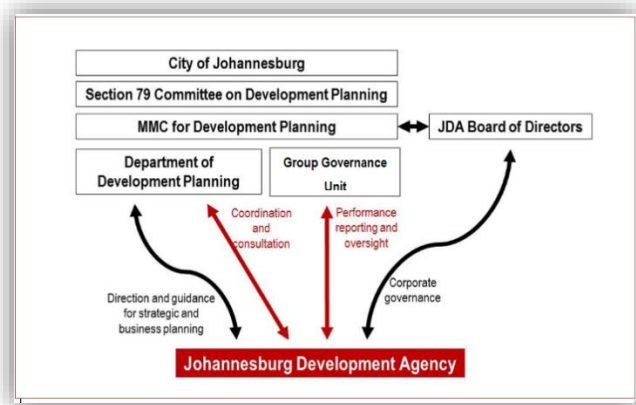 City of Johannesburg
Section 79 Committee on Development Planning
MMC for Development Planning
JDA Board of Directors
Department of
Development Planning
Group Governance
Unit
Coordination
and
consultation
Performance
reporting and
oversight
Direction and guidance
for strategic and
business planning
Corporate
governance
Johannesburg Development Agency